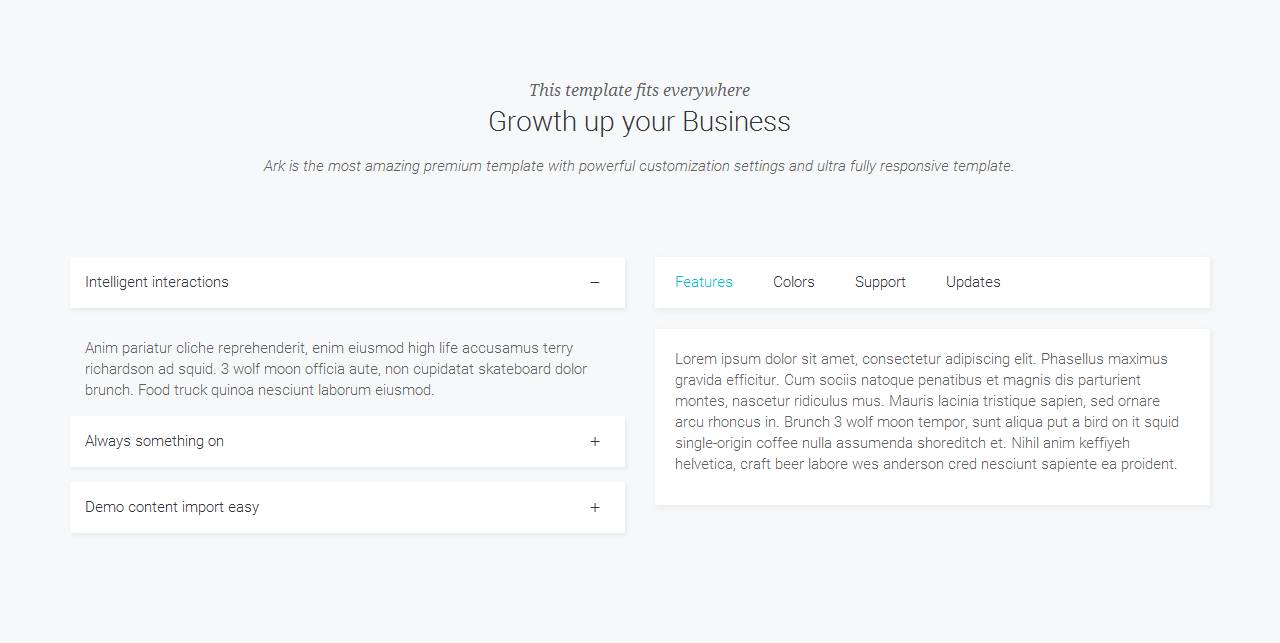 This template fits everywhere
Growth up your Business
Ark is the most amazing premium template with powerful customization settings and ultra fully responsive template.
Intelligent interactions −
Anim pariatur cliche reprehenderit, enim eiusmod high life accusamus terry
richardson ad squid. 3 wolf moon officia aute, non cupidatat skateboard dolor
brunch. Food truck quinoa nesciunt laborum eiusmod.
Always something on +
Demo content import easy +
Features Colors Support Updates
Lorem ipsum dolor sit amet, consectetur adipiscing elit. Phasellus maximus
gravida efficitur. Cum sociis natoque penatibus et magnis dis parturient
montes, nascetur ridiculus mus. Mauris lacinia tristique sapien, sed ornare
arcu rhoncus in. Brunch 3 wolf moon tempor, sunt aliqua put a bird on it squid
single-origin coffee nulla assumenda shoreditch et. Nihil anim keffiyeh
helvetica, craft beer labore wes anderson cred nesciunt sapiente ea proident.